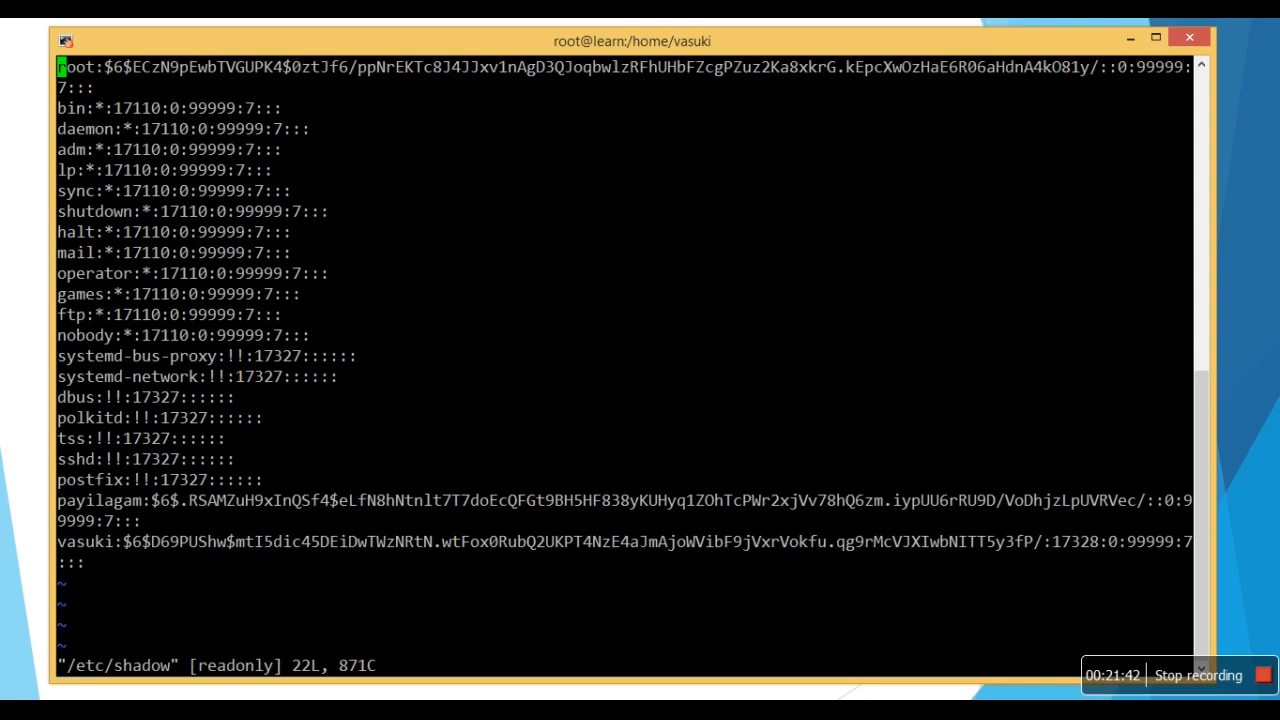 root@learn:/home/vasuki
root:$6$ECzN9pEwbTVGUPK4$0ztJf6/ppNrEKTc8J4JJxv1nAgD3QJoqbwlzRFhUHbFZcgPZuz2Ka8xkrG.kEpcXwOzHaE6R06aHdnA4kO81y/::0:99999:
7:::
bin:*:17110:0:99999:7:::
daemon:*:17110:0:99999:7:::
adm:*:17110:0:99999:7:::
lp:*:17110:0:99999:7:::
sync:*:17110:0:99999:7:::
shutdown:*:17110:0:99999:7:::
halt:*:17110:0:99999:7:::
mail:*:17110:0:99999:7:::
operator:*:17110:0:99999:7:::
games:*:17110:0:99999:7:::
ftp:*:17110:0:99999:7:::
nobody:*:17110:0:99999:7:::
systemd-bus-proxy:!!:17327::::::
systemd-network:!!:17327::::::
dbus:!!:17327::::::
polkitd:!!:17327::::::
tss:!!:17327::::::
sshd:!!:17327::::::
postfix:!!:17327::::::
payilagam:$6$.RSAMZuH9xInQSf4$eLfN8hNtnlt7T7doEcQFGt9BH5HF838yKUHyq1ZOhTcPWr2xjVv78hQ6zm.iypUU6rRU9D/VoDhjzLpUVRVec/::0:9
9999:7:::
vasuki:$6$D69PUShw$mtI5dic45DEiDwTWzNRtN.wtFox0RubQ2UKPT4NzE4aJmAjoWVibF9jVxrVokfu.qg9rMcVJXIwbNITT5y3fP/:17328:0:99999:7
:::
~
~
~
~
"/etc/shadow" [readonly] 22L, 871C
00:21:42 Stop recording